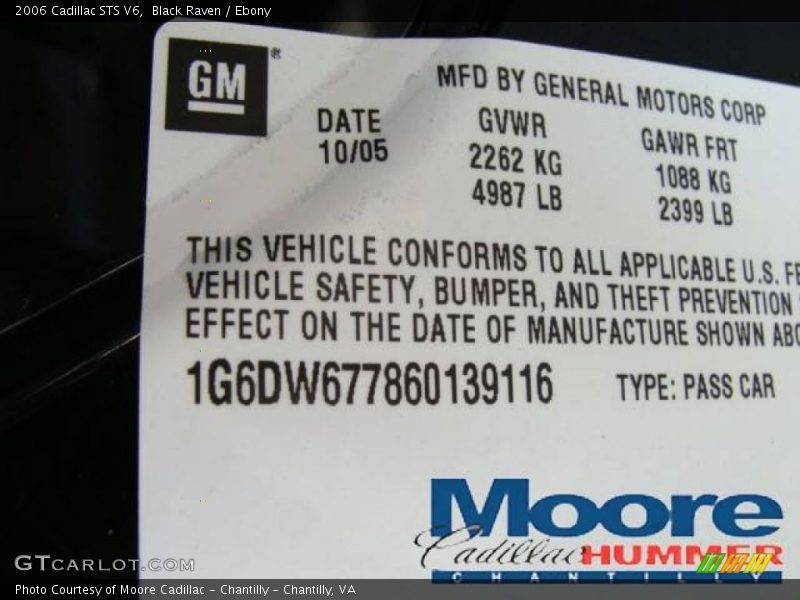 2006 Cadillac STS V6, Black Raven / Ebony
GM®
MFD BY GENERAL MOTORS CORP
DATE GVWR GAWR FRT
10/05 2262 KG 1088 KG
4987 LB 2399 LB
THIS VEHICLE CONFORMS TO ALL APPLICABLE U.S. FE
VEHICLE SAFETY, BUMPER, AND THEFT PREVENTION
EFFECT ON THE DATE OF MANUFACTURE SHOWN ABO
1G6DW677860139116 TYPE: PASS CAR
Moore
Cadillac HUMMER
CHANTILLY
GTCARLOT.COM
Photo Courtesy of Moore Cadillac - Chantilly - Chantilly, VA